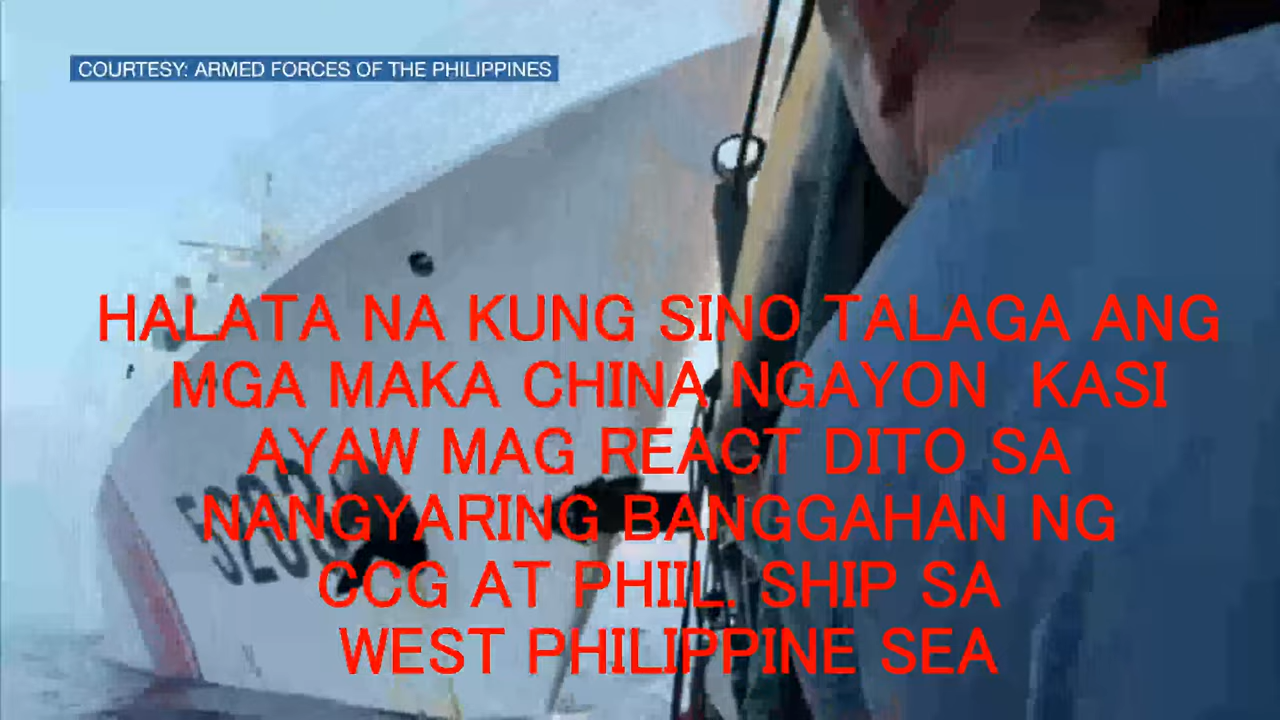 COURTESY: ARMED FORCES OF THE PHILIPPINES
HALATA NA KUNG SINO TALAGA ANG
MGA MAKA CHINA NGAYON KASI
AYAW MAG REACT DITO SA
NANGYARING BANGGAHAN NG
CCG AT PHIIL. SHIP SA
WEST PHILIPPINE SEA